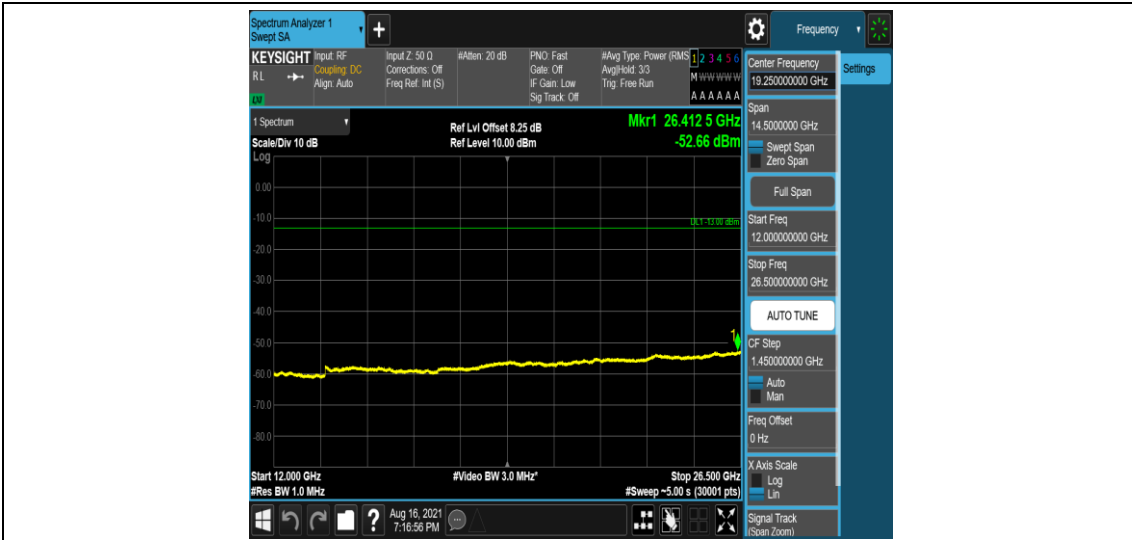 Spectrum Analyzer 1
Swept SA
+
Frequency
KEYSIGHT
RL
Input: RF
Coupling: DC
Align: Auto
Input Z: 50 Ω
Corrections: Off
Freq Ref: Int (S)
#Atten: 20 dB
PNO: Fast
Gate: Off
IF Gain: Low
Sig Track: Off
#Avg Type: Power (RMS
Avg|Hold: 3/3
Trig: Free Run
1 2 3 4 5 6
M W W W W W
A A A A A A
1 Spectrum
Scale/Div 10 dB
Log
Ref Lvl Offset 8.25 dB
Ref Level 10.00 dBm
Mkr1 26.412 5 GHz
-52.66 dBm
0.00
-10.0
DL1 -13.00 dBm
-20.0
-30.0
-40.0
-50.0
1
-60.0
-70.0
-80.0
Start 12.000 GHz
#Res BW 1.0 MHz
#Video BW 3.0 MHz*
Stop 26.500 GHz
#Sweep ~5.00 s (30001 pts)
?
Aug 16, 2021
7:16:56 PM
Center Frequency
19.250000000 GHz
Settings
Span
14.5000000 GHz
Swept Span
Zero Span
Full Span
Start Freq
12.000000000 GHz
Stop Freq
26.500000000 GHz
AUTO TUNE
CF Step
1.450000000 GHz
Auto
Man
Freq Offset
0 Hz
X Axis Scale
Log
Lin
Signal Track
(Span Zoom)